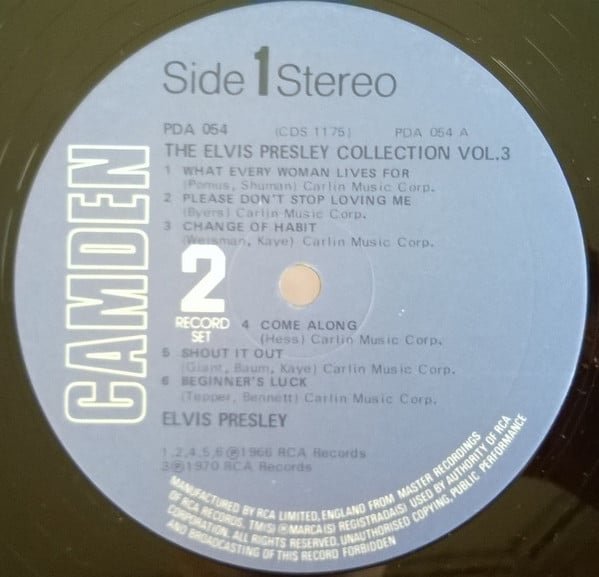 Side 1 Stereo
PDA 054 (CDS 1175) PDA 054 A
THE ELVIS PRESLEY COLLECTION VOL.3
1 WHAT EVERY WOMAN LIVES FOR
(Pomus, Shuman) Carlin Music Corp.
2 PLEASE DON'T STOP LOVING ME
(Byers) Carlin Music Corp.
3 CHANGE OF HABIT
(Weisman, Kaye) Carlin Music Corp.
CAMDEN
2
RECORD
SET
4 COME ALONG
(Hess) Carlin Music Corp.
5 SHOUT IT OUT
(Giant, Baum, Kaye) Carlin Music Corp.
6 BEGINNER'S LUCK
(Tepper, Bennett) Carlin Music Corp.
ELVIS PRESLEY
1,2,4,5,6 ℗1966 RCA Records
3℗1970 RCA Records
MANUFACTURED BY RCA LIMITED, ENGLAND FROM MASTER RECORDINGS
OF RCA RECORDS. TM(S) ® MARCA(S) REGISTRADA(S) USED BY AUTHORITY OF RCA
CORPORATION. ALL RIGHTS RESERVED. UNAUTHORISED COPYING, PUBLIC PERFORMANCE
AND BROADCASTING OF THIS RECORD FORBIDDEN